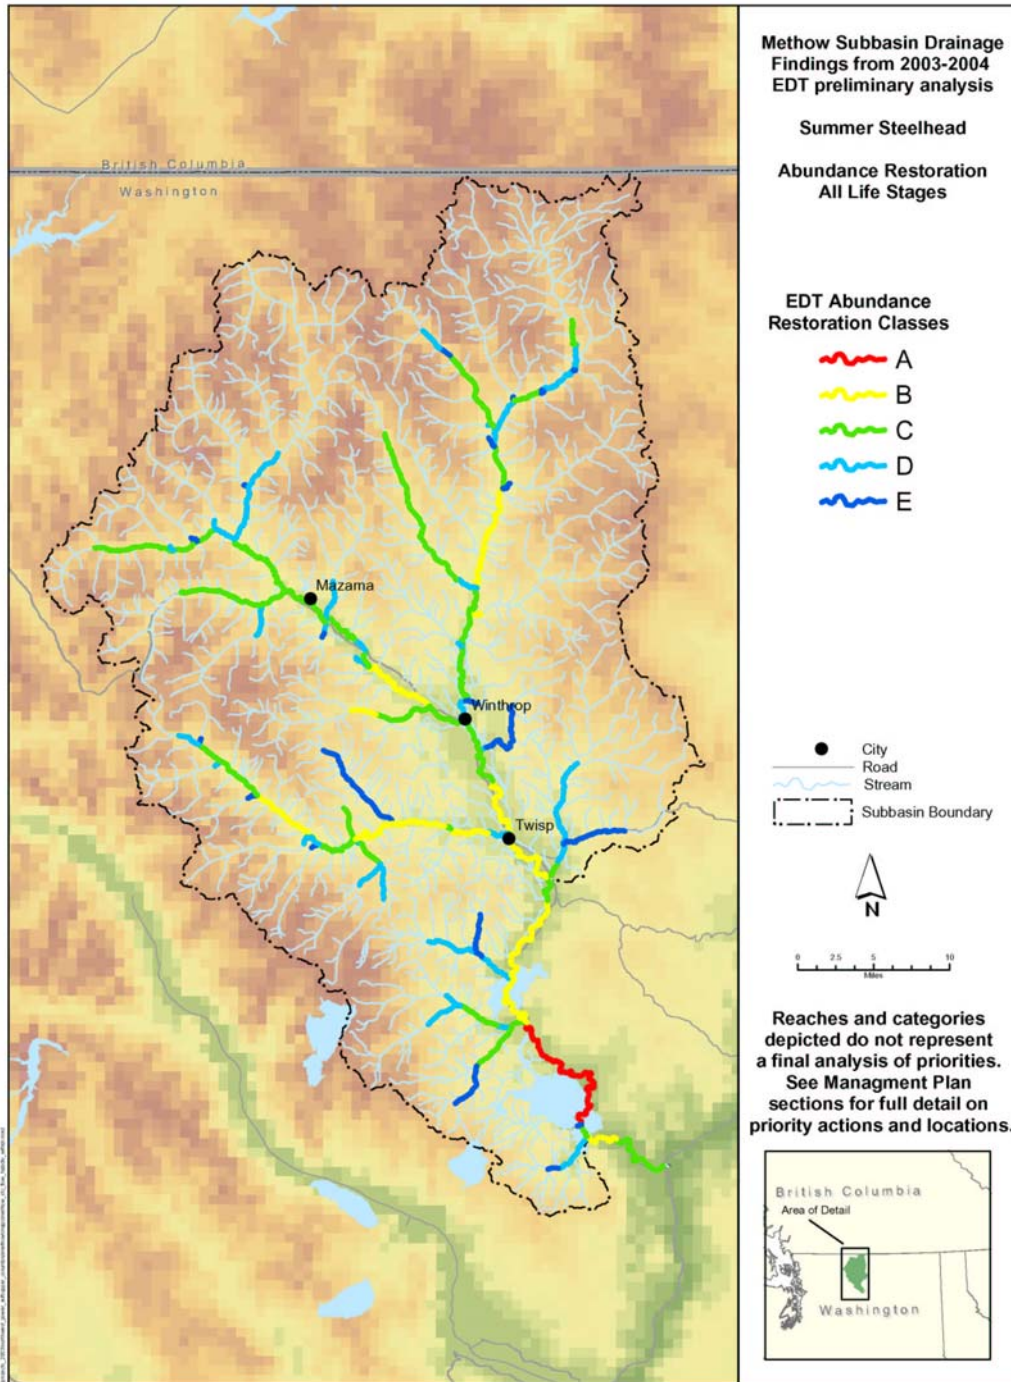 Methow Subbasin Drainage
Findings from 2003-2004
EDT preliminary analysis
Summer Steelhead
Abundance Restoration
All Life Stages
EDT Abundance
Restoration Classes
A
B
C
D
E
City
Road
Stream
Subbasin Boundary
N
0 2.5 5 10
Miles
Reaches and categories
depicted do not represent
a final analysis of priorities.
See Managment Plan
sections for full detail on
priority actions and locations.
British Columbia
Area of Detail
Washington
British Columbia
Washington
Mazama
Winthrop
Twisp